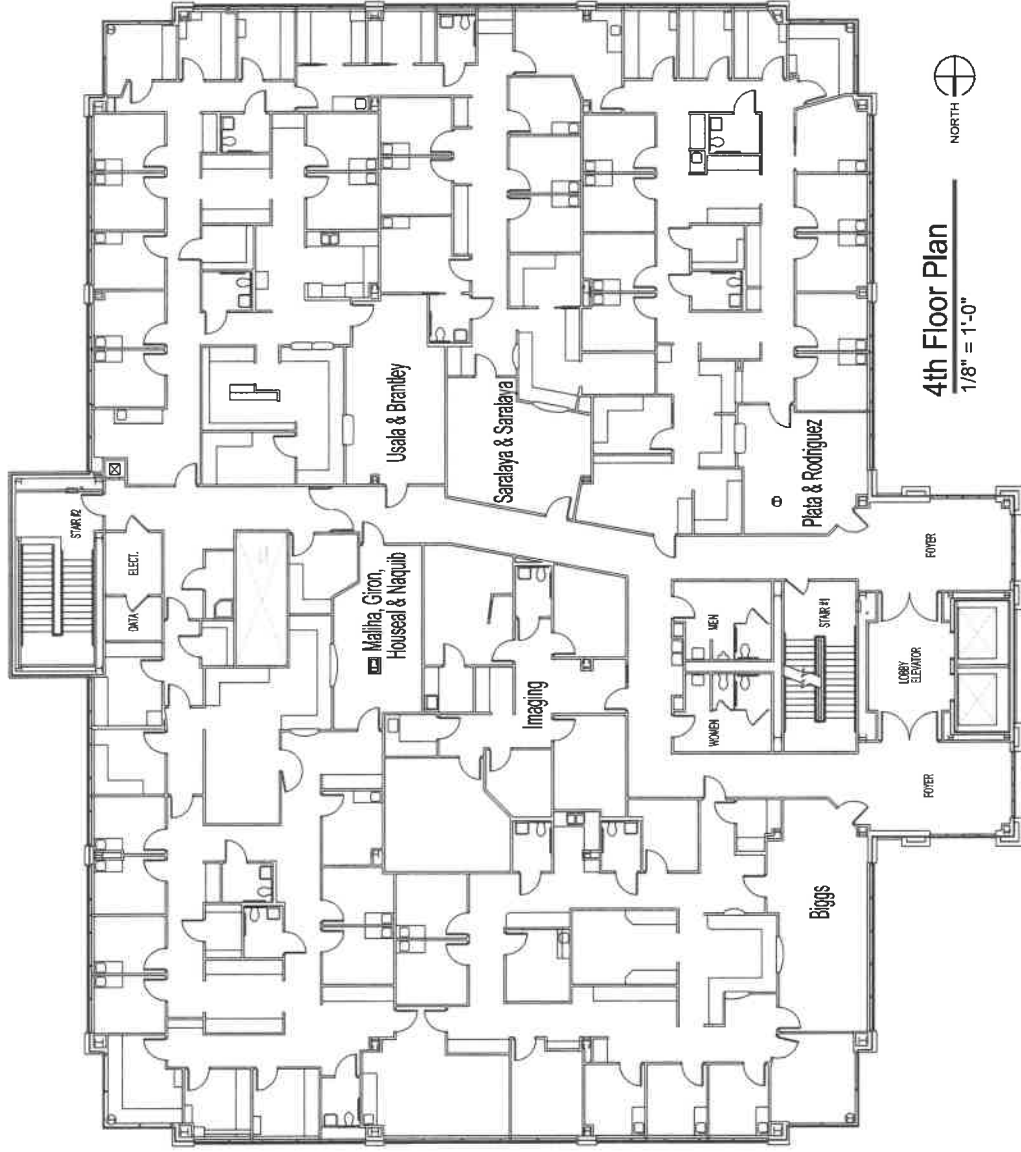 STAIR #2
ELEC.
DATA
Usala & Brantley
Saralaya & Saralaya
Plata & Rodriguez
Maliha, Giron,
Houseal & Naquib
Imaging
MEN
WOMEN
STAIR #1
FOYER
LOBBY
ELEVATOR
FOYER
Biggs
NORTH
4th Floor Plan
1/8" = 1'-0"